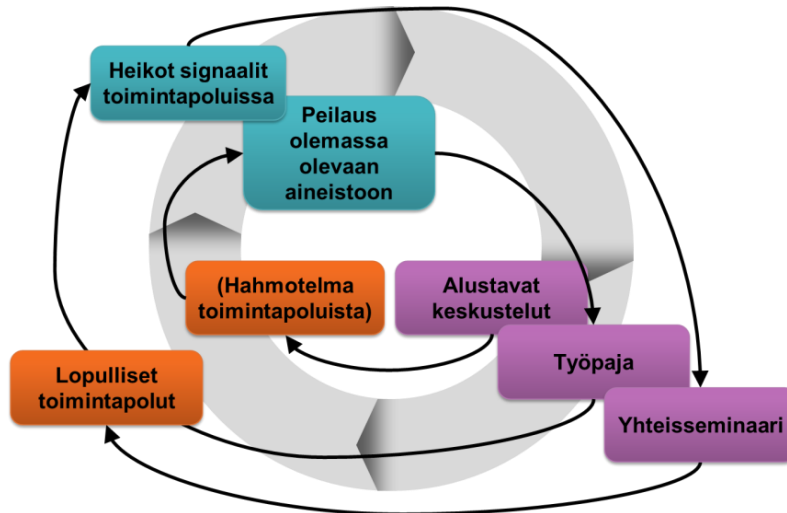 Heikot signaalit
toimintapoluissa
Peilaus
olemassa
olevaan
aineistoon
(Hahmotelma
toimintapoluista)
Alustavat
keskustelut
Lopulliset
toimintapolut
Työpaja
Yhteisseminaari